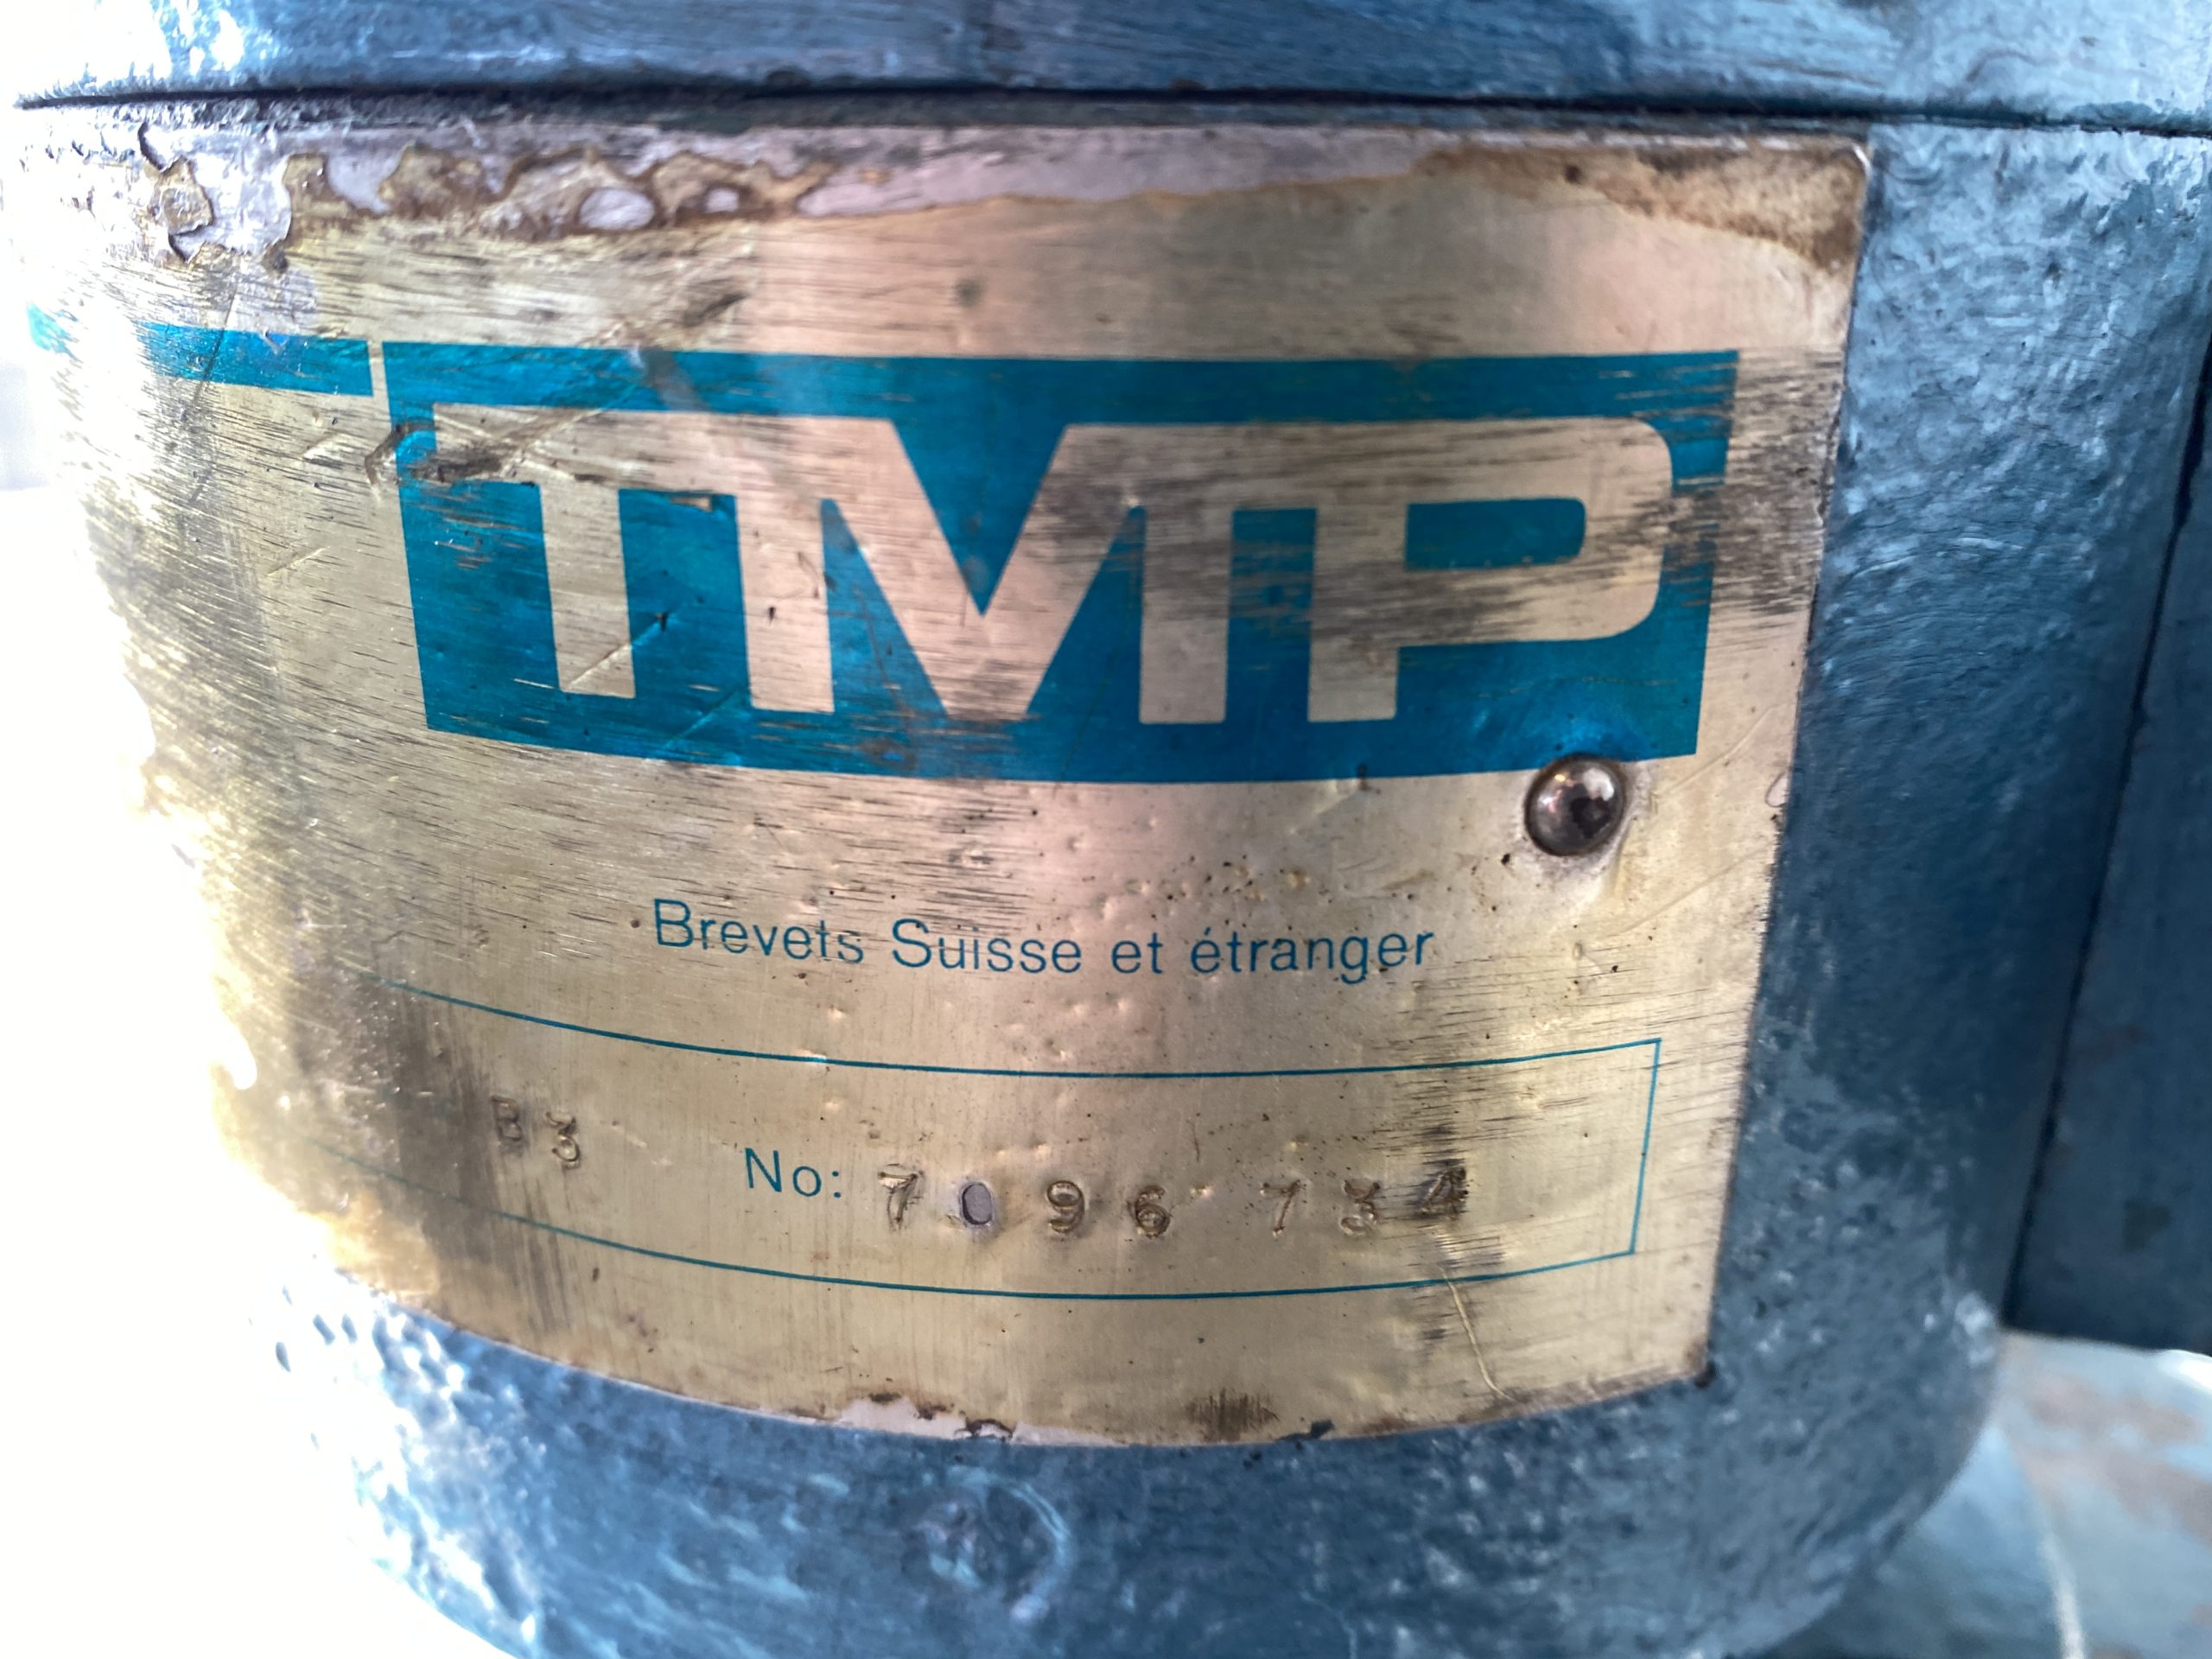 TMP
Brevets Suisse et étranger
B3 No: 7096 734